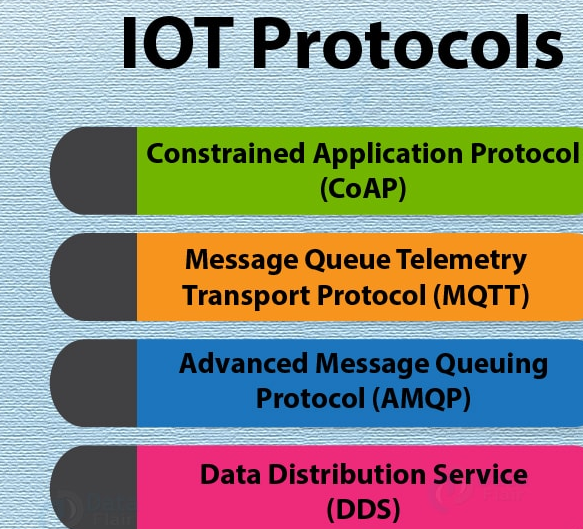 IOT Protocols
Constrained Application Protocol
(CoAP)
Message Queue Telemetry
Transport Protocol (MQTT)
Advanced Message Queuing
Protocol (AMQP)
Data Distribution Service
(DDS)